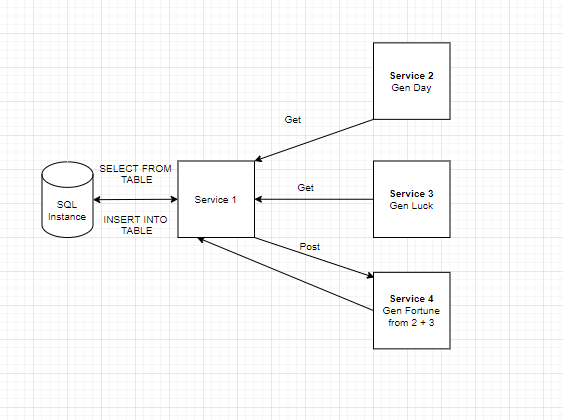 Service 2
Gen Day
Get
SELECT FROM
TABLE
SQL
Instance
INSERT INTO
TABLE
Service 1
Get
Service 3
Gen Luck
Post
Service 4
Gen Fortune
from 2 + 3